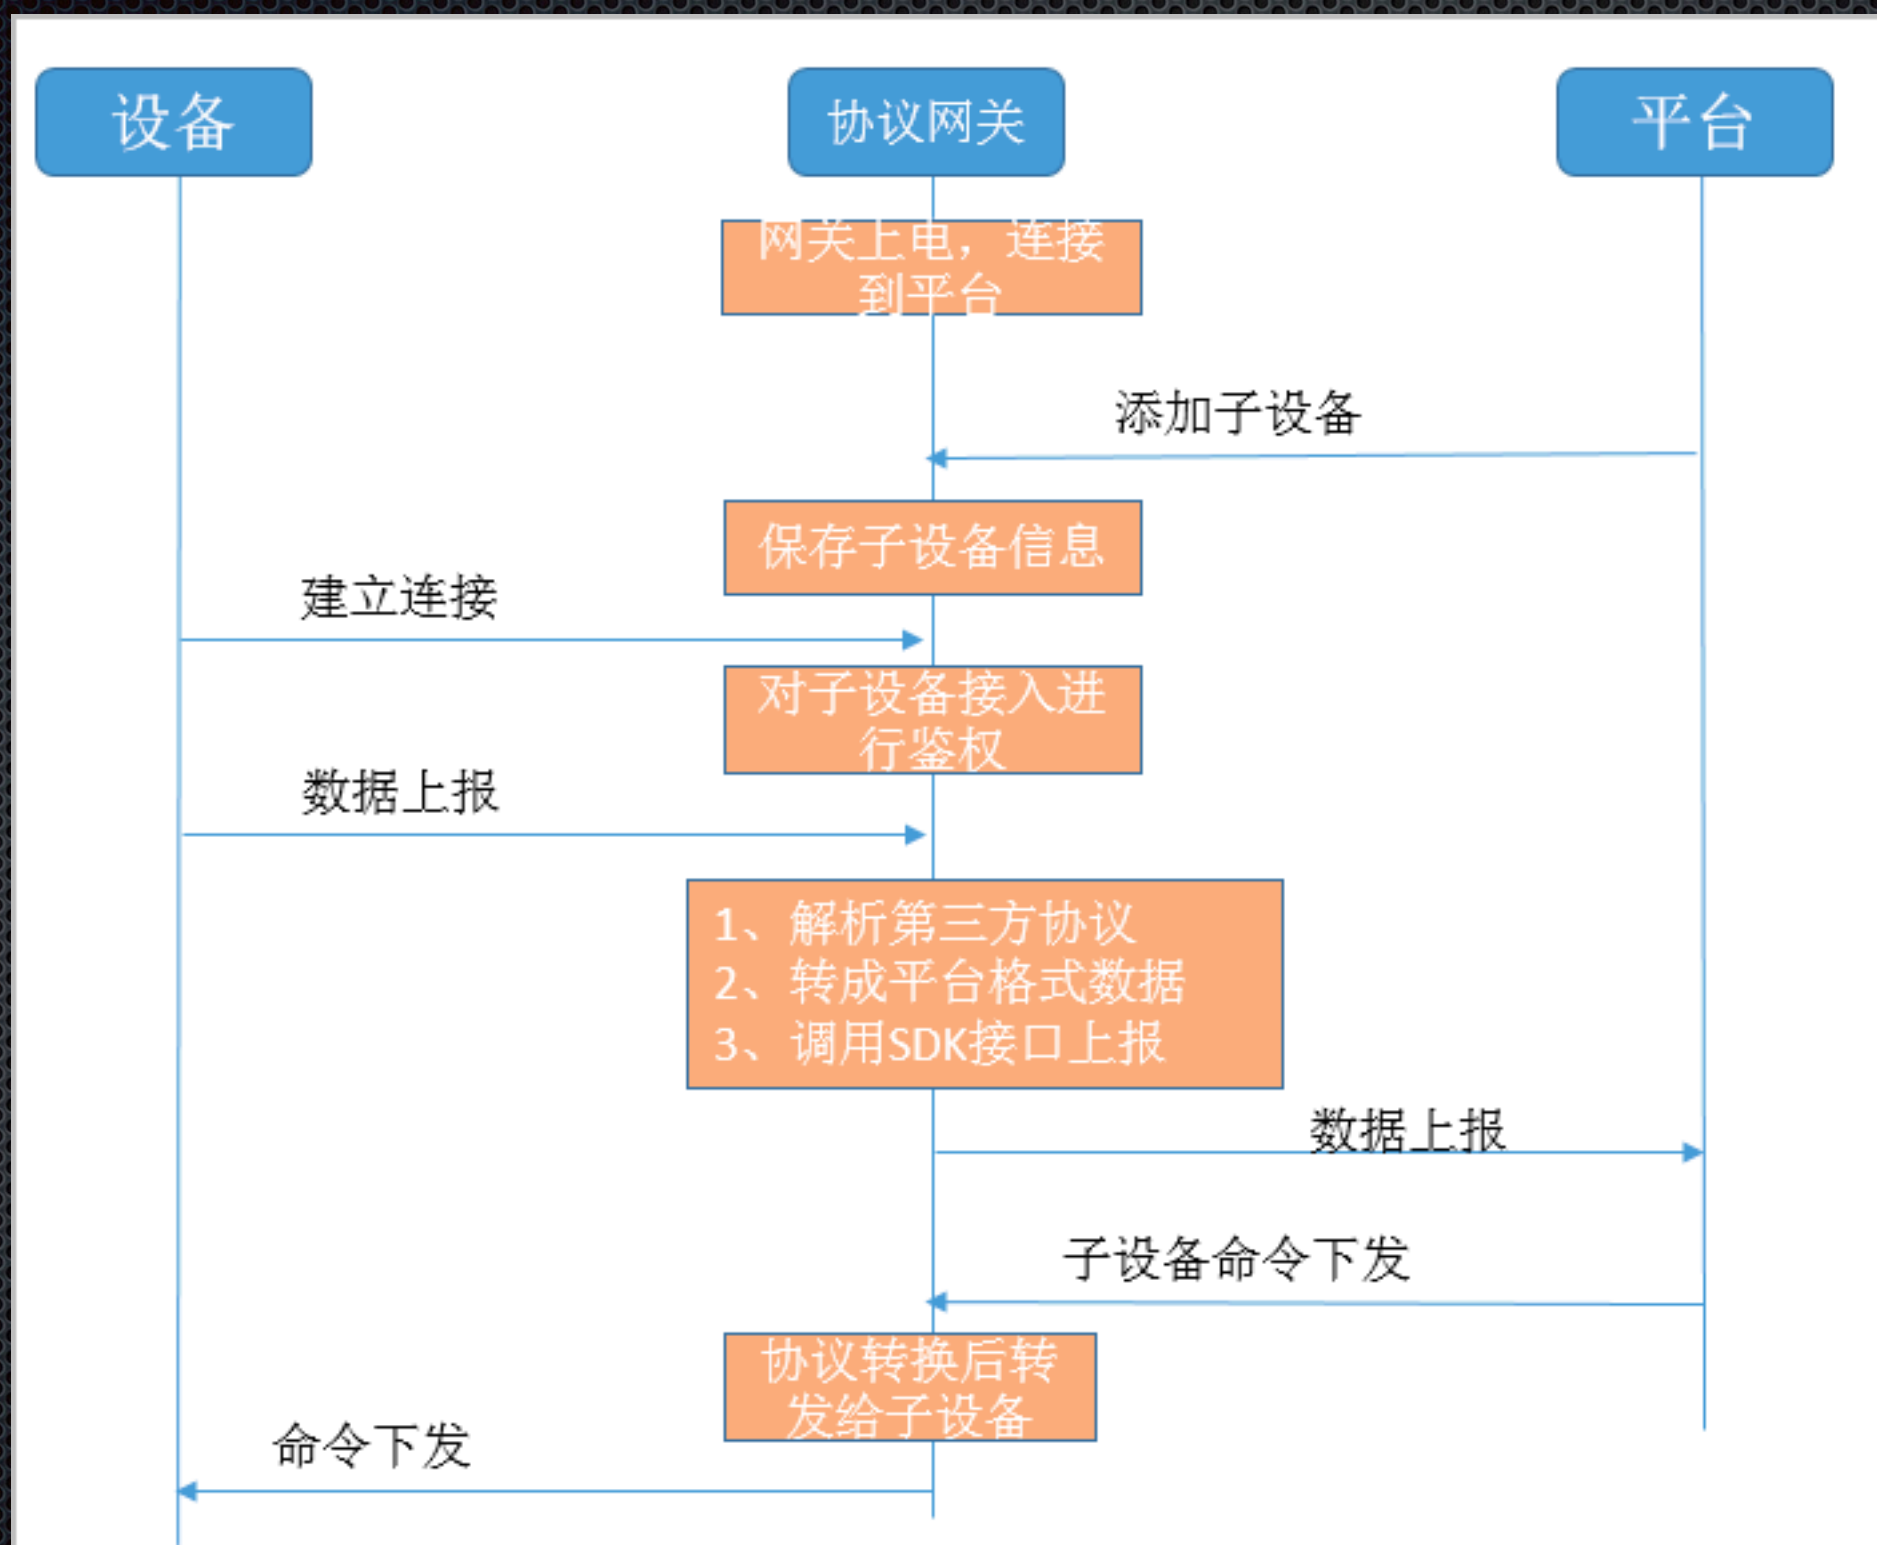 设备
协议网关
平台
网关上电，连接
到平台
添加子设备
保存子设备信息
建立连接
对子设备接入进
行鉴权
数据上报
1、解析第三方协议
2、转成平台格式数据
3、调用SDK接口上报
数据上报
子设备命令下发
协议转换后转
发给子设备
命令下发